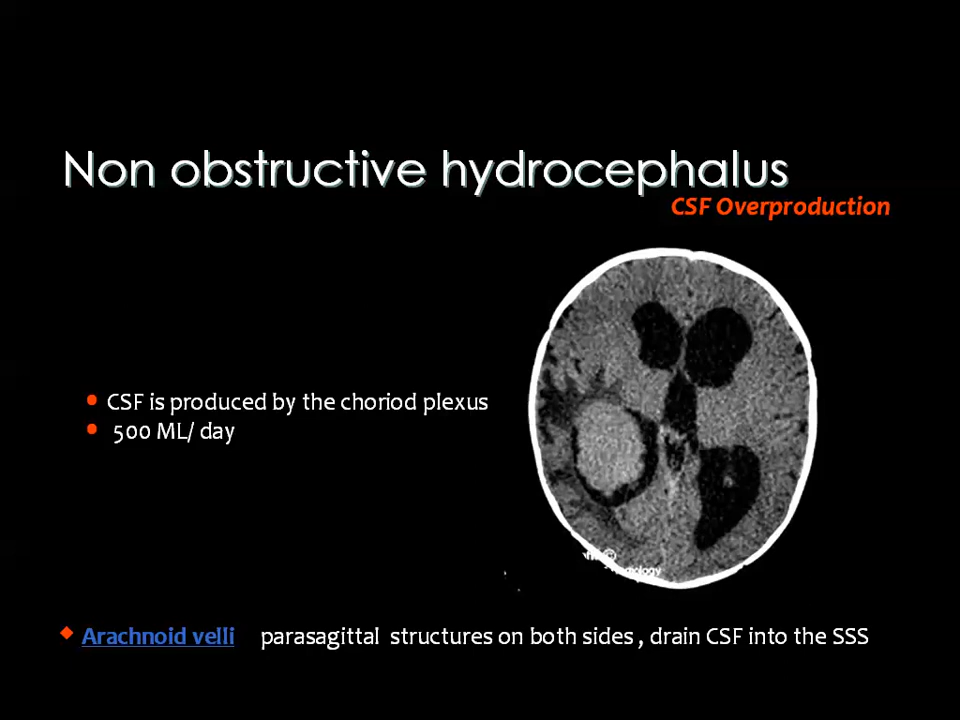 Non obstructive hydrocephalus
CSF Overproduction
CSF is produced by the choriod plexus
500 ML/ day
©
Arachnoid velli parasagittal structures on both sides , drain CSF into the SSS